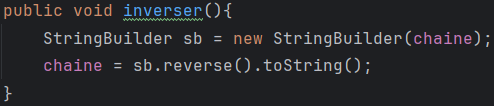 public void inverser(){
    StringBuilder sb = new StringBuilder(chaine);
    chaine = sb.reverse().toString();
}